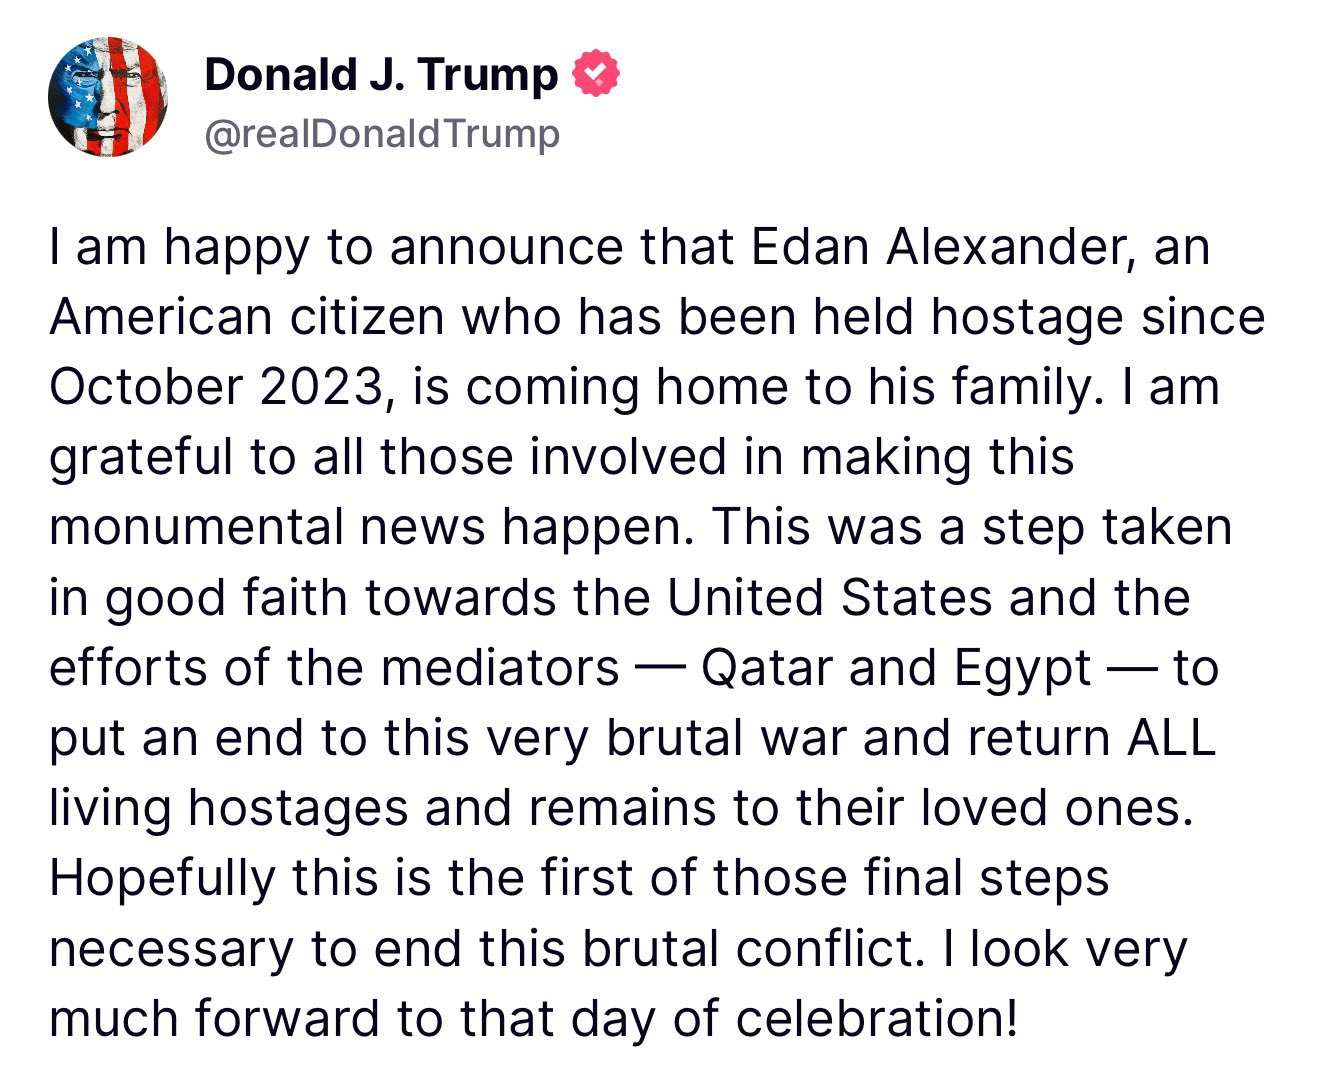 Donald J. Trump
@realDonaldTrump
I am happy to announce that Edan Alexander, an
American citizen who has been held hostage since
October 2023, is coming home to his family. I am
grateful to all those involved in making this
monumental news happen. This was a step taken
in good faith towards the United States and the
efforts of the mediators — Qatar and Egypt — to
put an end to this very brutal war and return ALL
living hostages and remains to their loved ones.
Hopefully this is the first of those final steps
necessary to end this brutal conflict. I look very
much forward to that day of celebration!